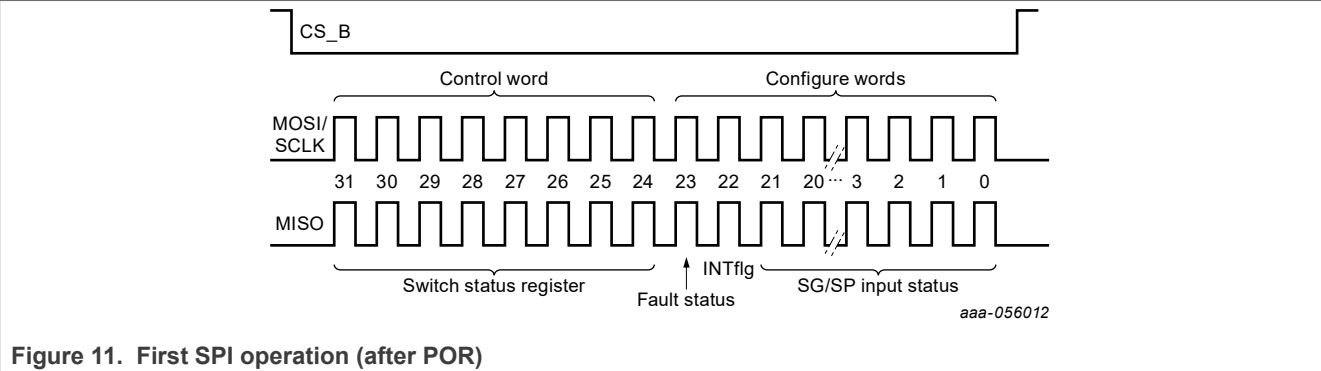 CS_B
Control word Configure words
MOSI/
SCLK
31 30 29 28 27 26 25 24 23 22 21 20 ... 3 2 1 0
MISO
INTflg
Switch status register SG/SP input status
Fault status
aaa-056012
Figure 11. First SPI operation (after POR)